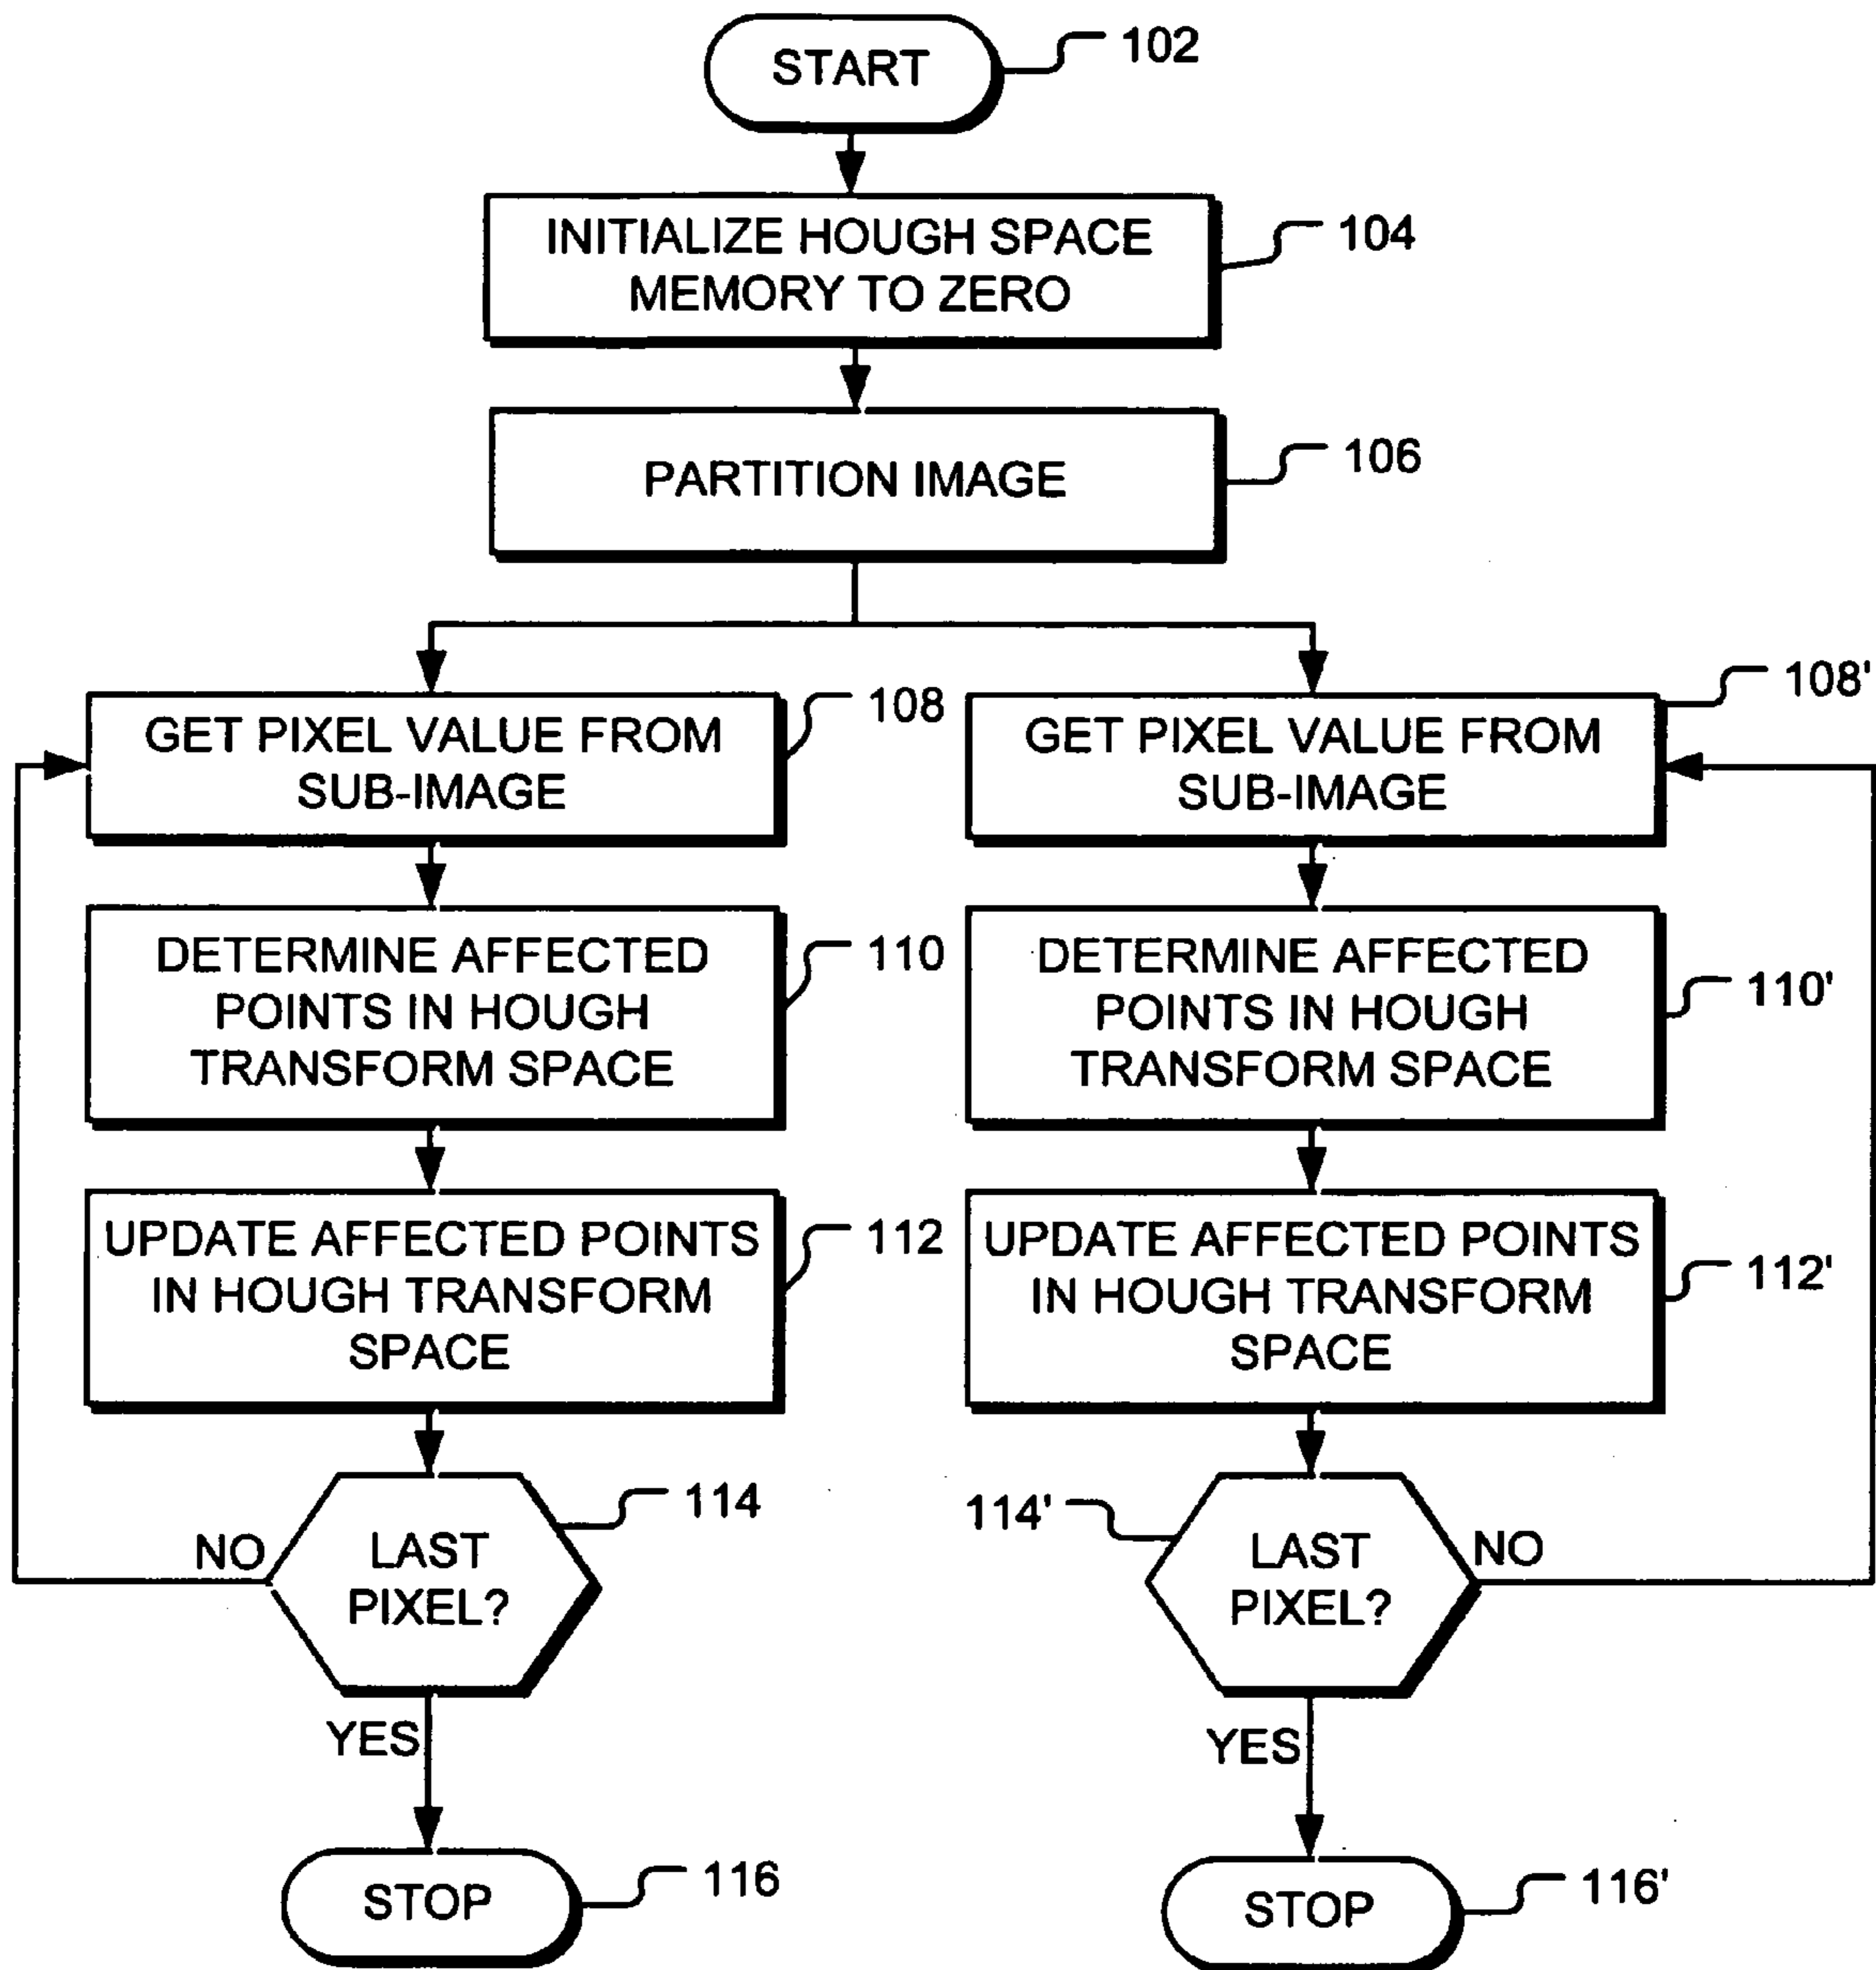 START
102
INITIALIZE HOUGH SPACE
MEMORY TO ZERO
104
PARTITION IMAGE
106
GET PIXEL VALUE FROM
SUB-IMAGE
108
GET PIXEL VALUE FROM
SUB-IMAGE
108'
DETERMINE AFFECTED
POINTS IN HOUGH
TRANSFORM SPACE
110
DETERMINE AFFECTED
POINTS IN HOUGH
TRANSFORM SPACE
110'
UPDATE AFFECTED POINTS
IN HOUGH TRANSFORM
SPACE
112
UPDATE AFFECTED POINTS
IN HOUGH TRANSFORM
SPACE
112'
LAST
PIXEL?
114
NO
YES
LAST
PIXEL?
114'
NO
YES
STOP
116
STOP
116'